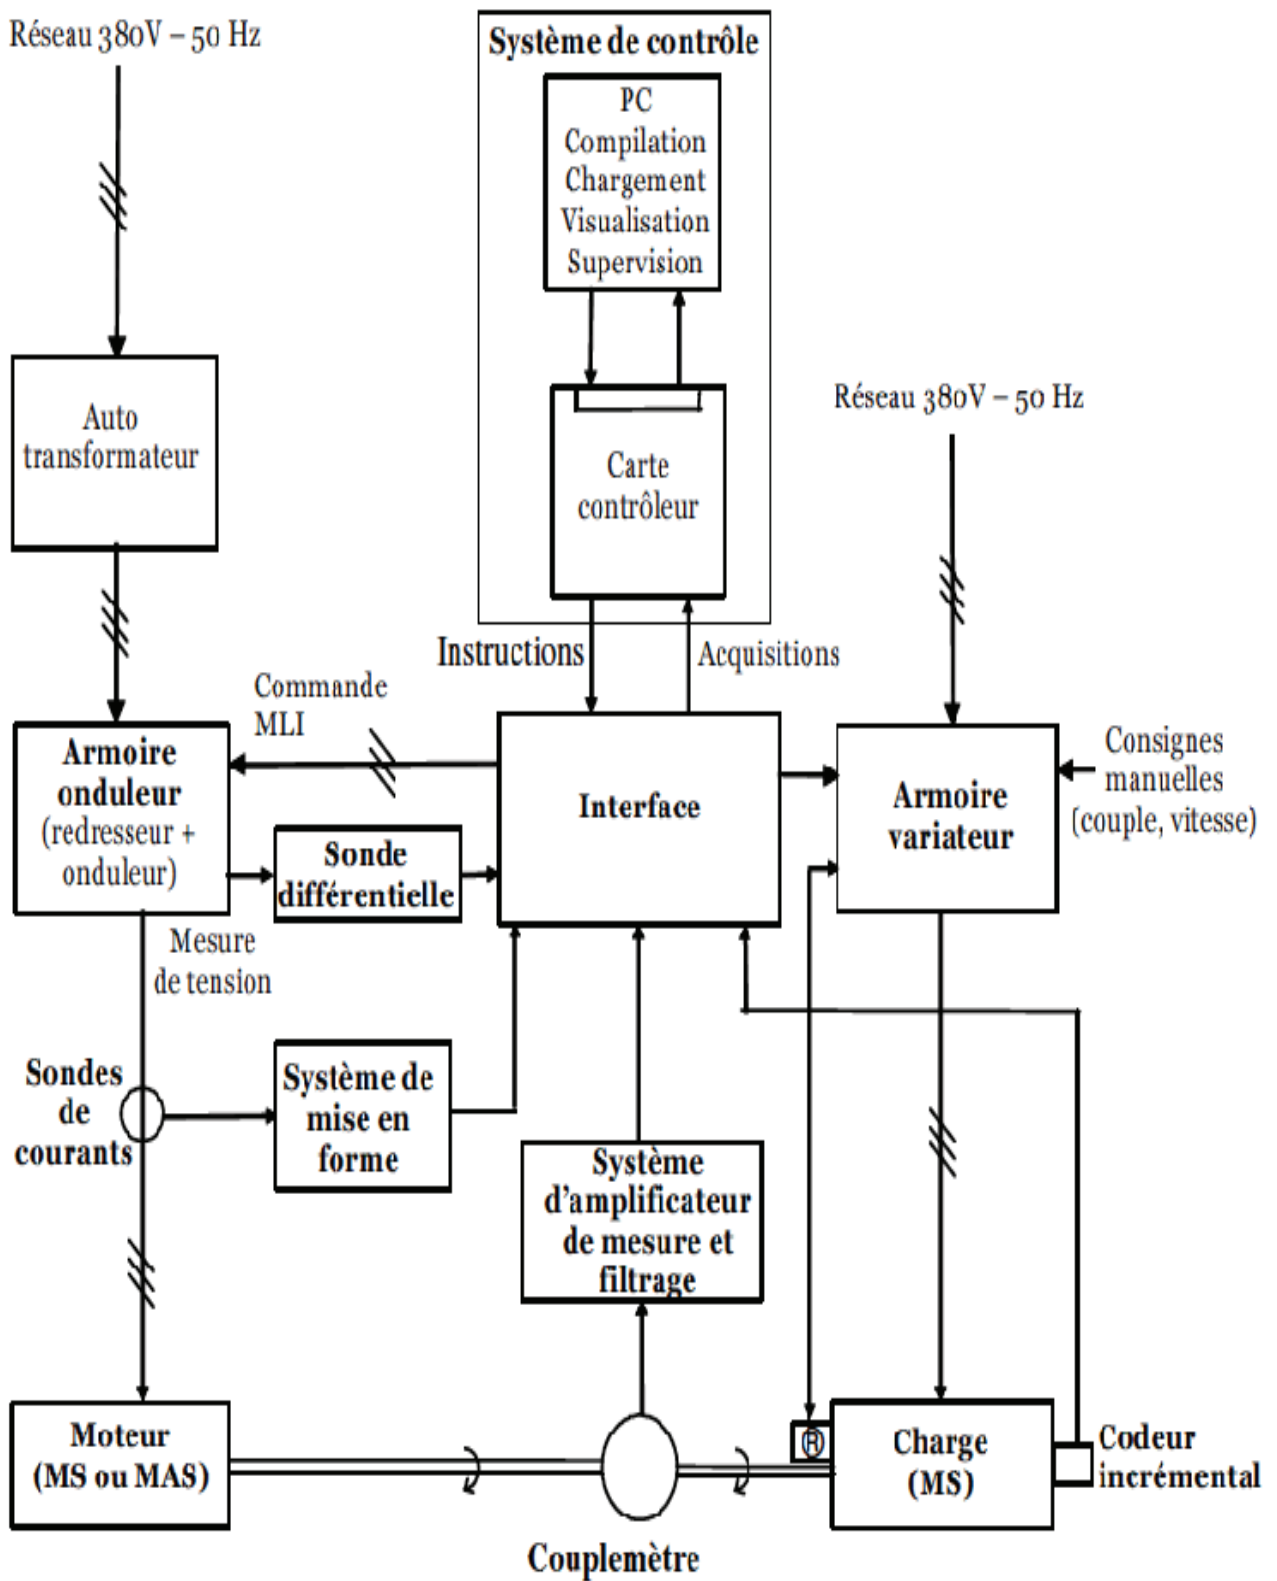 Réseau 380V – 50 Hz
Système de contrôle
PC
Compilation
Chargement
Visualisation
Supervision
Auto
transformateur
Carte
contrôleur
Réseau 380V – 50 Hz
Instructions
Acquisitions
Commande
MLI
Armoire
onduleur
(redresseur +
onduleur)
Sonde
différentielle
Interface
Armoire
variateur
Consignes
manuelles
(couple, vitesse)
Mesure
de tension
Sondes
de
courants
Système de
mise en
forme
Système
d'amplificateur
de mesure et
filtrage
Moteur
(MS ou MAS)
Couplemètre
R
Charge
(MS)
Codeur
incrémental